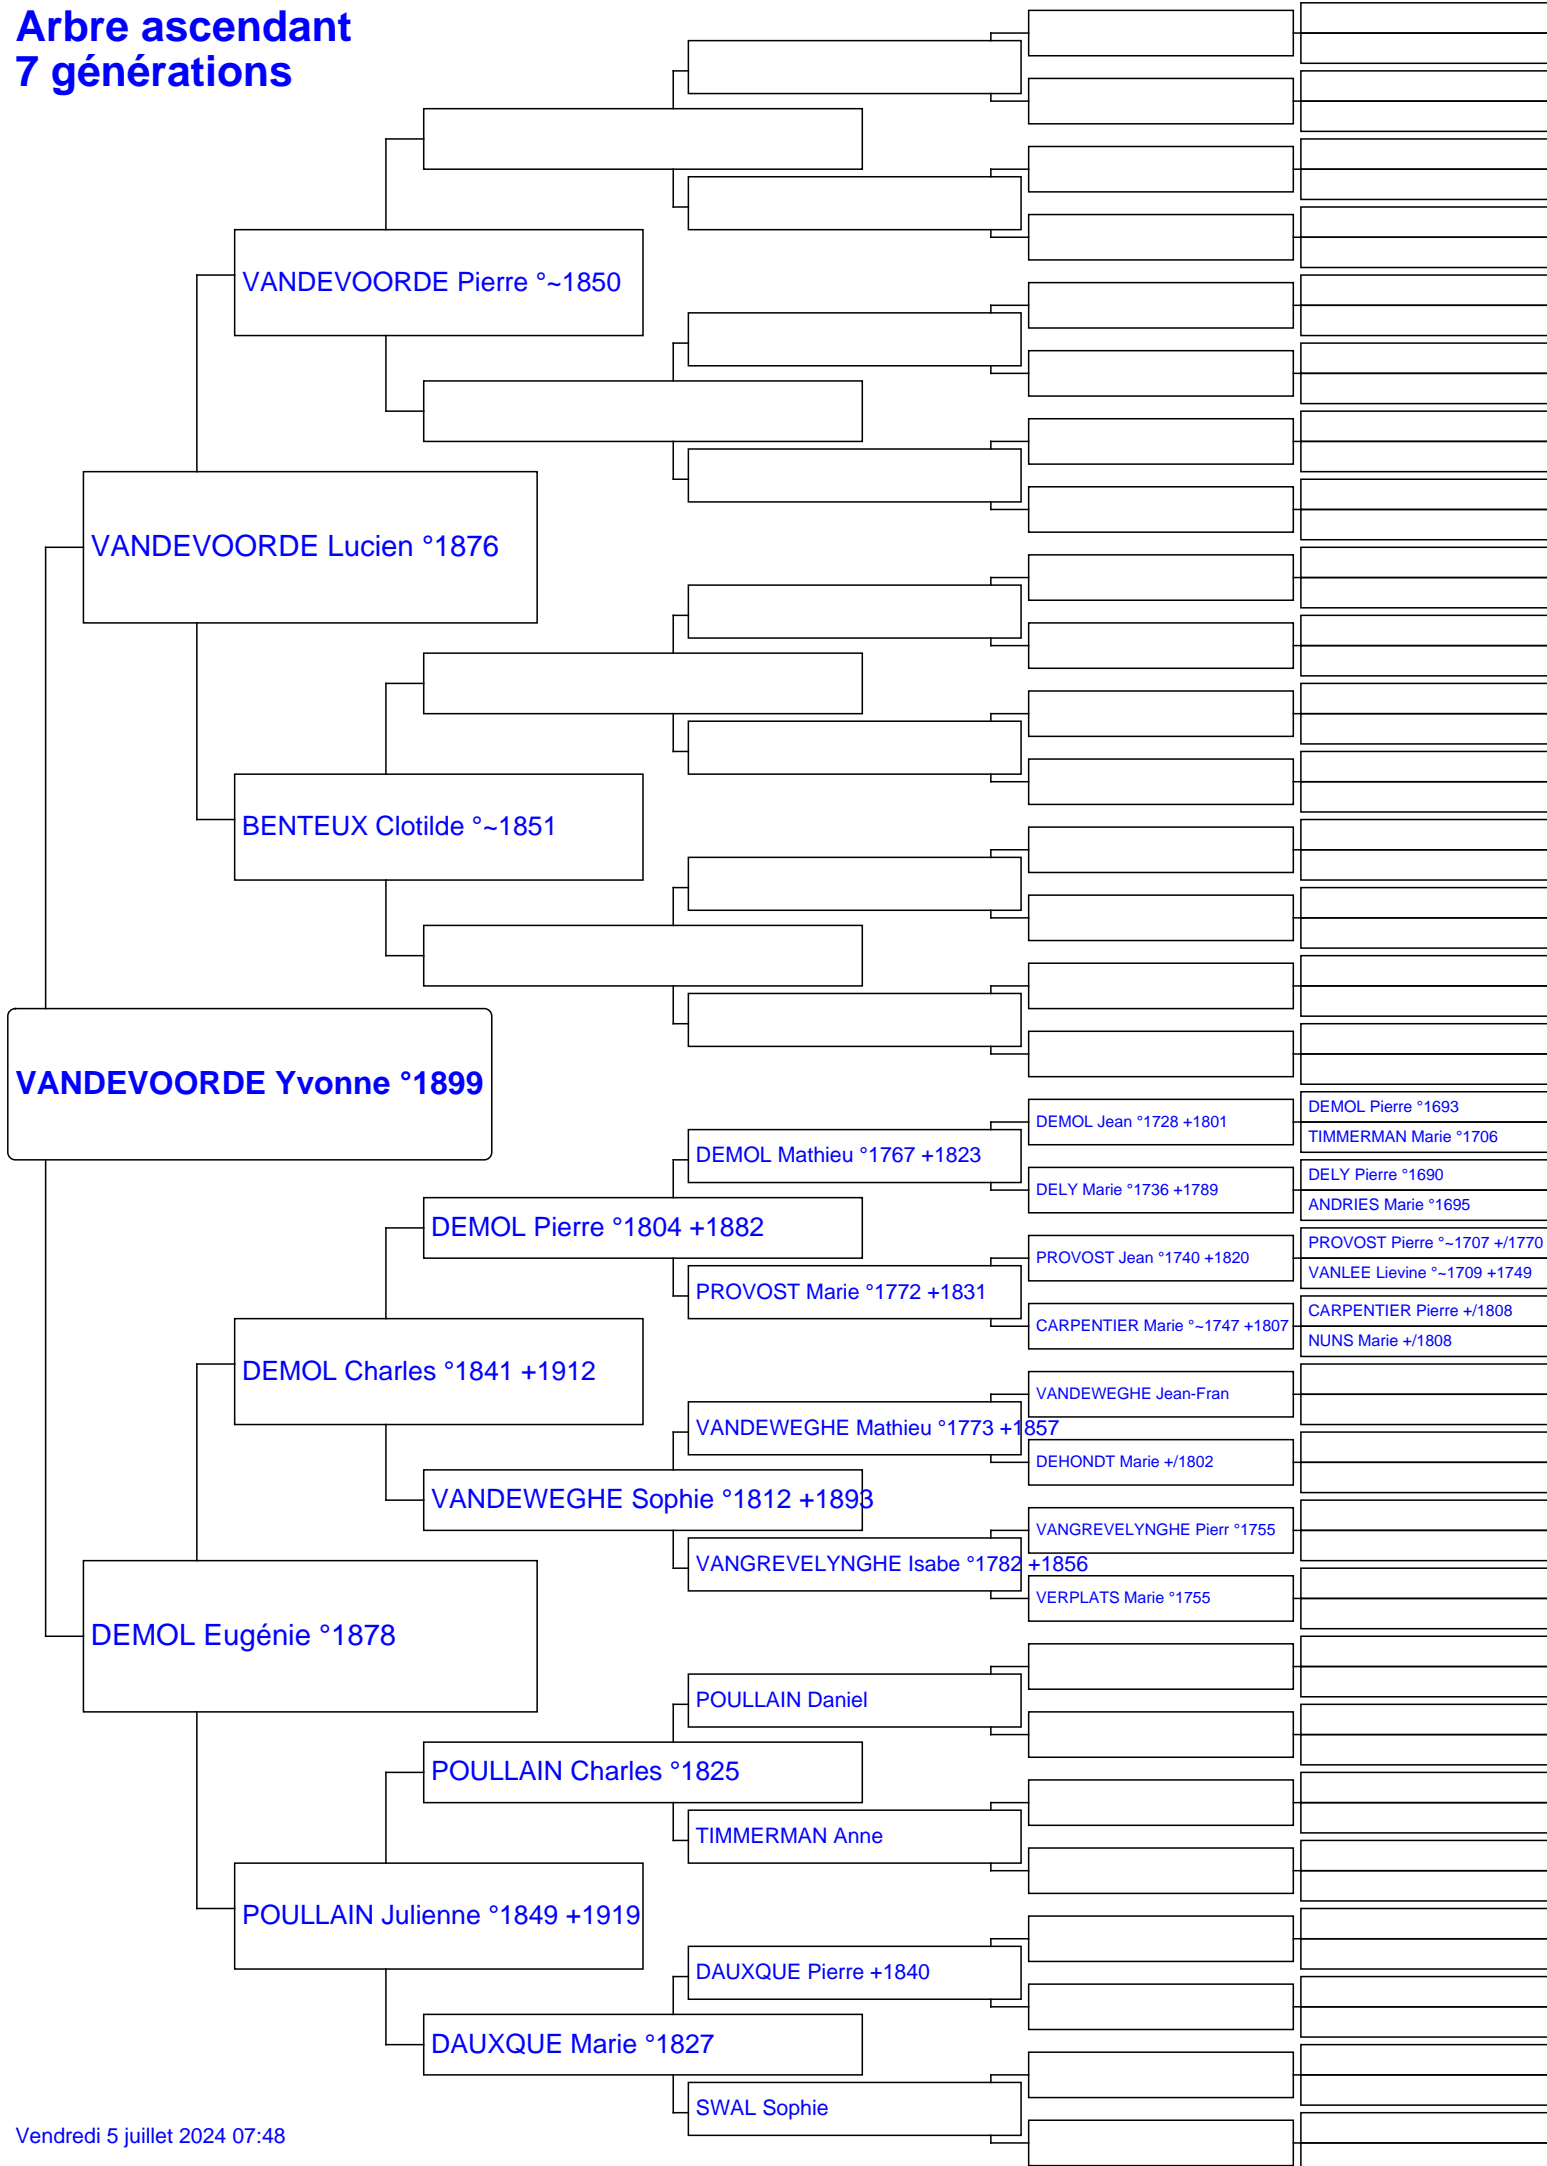 Arbre ascendant
7 générations
VANDEVOORDE Yvonne °1899
VANDEVOORDE Lucien °1876
DEMOL Eugénie °1878
VANDEVOORDE Pierre °~1850
BENTEUX Clotilde °~1851
DEMOL Charles °1841 +1912
POULLAIN Julienne °1849 +1919
DEMOL Pierre °1804 +1882
VANDEWEGHE Sophie °1812 +1893
POULLAIN Charles °1825
DAUXQUE Marie °1827
DEMOL Mathieu °1767 +1823
PROVOST Marie °1772 +1831
VANDEWEGHE Mathieu °1773 +1857
VANGREVELYNGHE Isabe °1782 +1856
POULLAIN Daniel
TIMMERMAN Anne
DAUXQUE Pierre +1840
SWAL Sophie
DEMOL Jean °1728 +1801
DELY Marie °1736 +1789
PROVOST Jean °1740 +1820
CARPENTIER Marie °~1747 +1807
VANDEWEGHE Jean-Fran
DEHONDT Marie +/1802
VANGREVELYNGHE Pierr °1755
VERPLATS Marie °1755
DEMOL Pierre °1693
TIMMERMAN Marie °1706
DELY Pierre °1690
ANDRIES Marie °1695
PROVOST Pierre °~1707 +/1770
VANLEE Lievine °~1709 +1749
CARPENTIER Pierre +/1808
NUNS Marie +/1808
Vendredi 5 juillet 2024 07:48